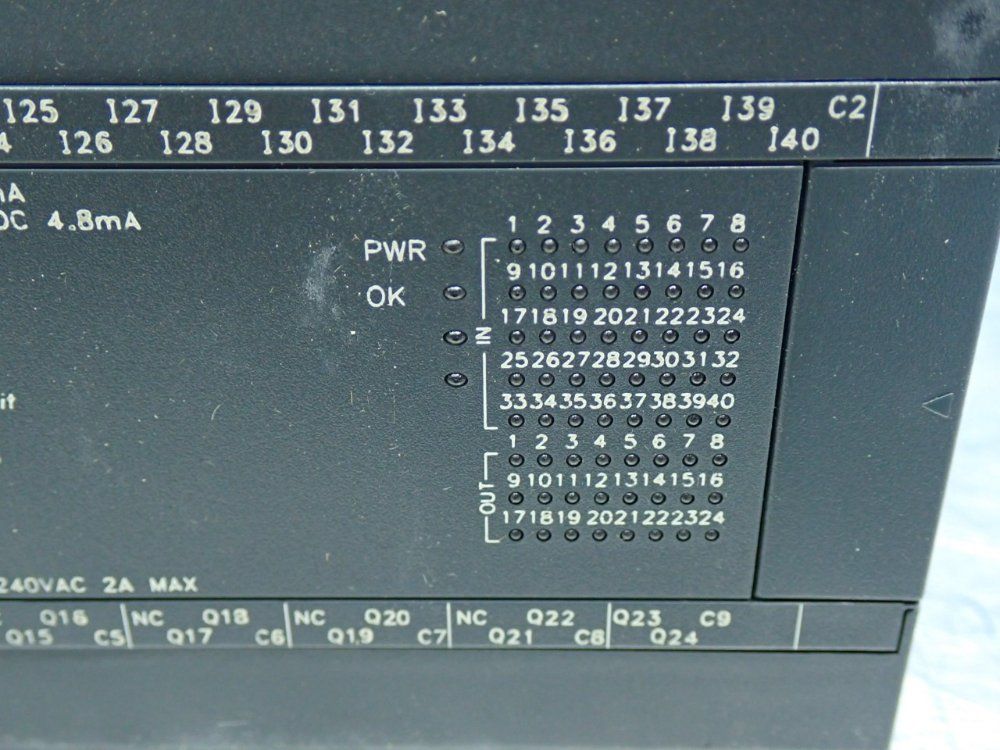 I25 I27 I29 I31 I33 I35 I37 I39 C2
I26 I28 I30 I32 I34 I36 I38 I40
DC 4.8mA
1 2 3 4 5 6 7 8
PWR
9 10 11 12 13 14 15 16
OK
17 18 19 20 21 22 23 24
IN
25 26 27 28 29 30 31 32
33 34 35 36 37 38 39 40
1 2 3 4 5 6 7 8
9 10 11 12 13 14 15 16
OUT
17 18 19 20 21 22 23 24
240VAC 2A MAX
Q16 NC Q18 NC Q20 NC Q22 Q23 C9
Q15 C5 Q17 C6 Q19 C7 Q21 C8 Q24